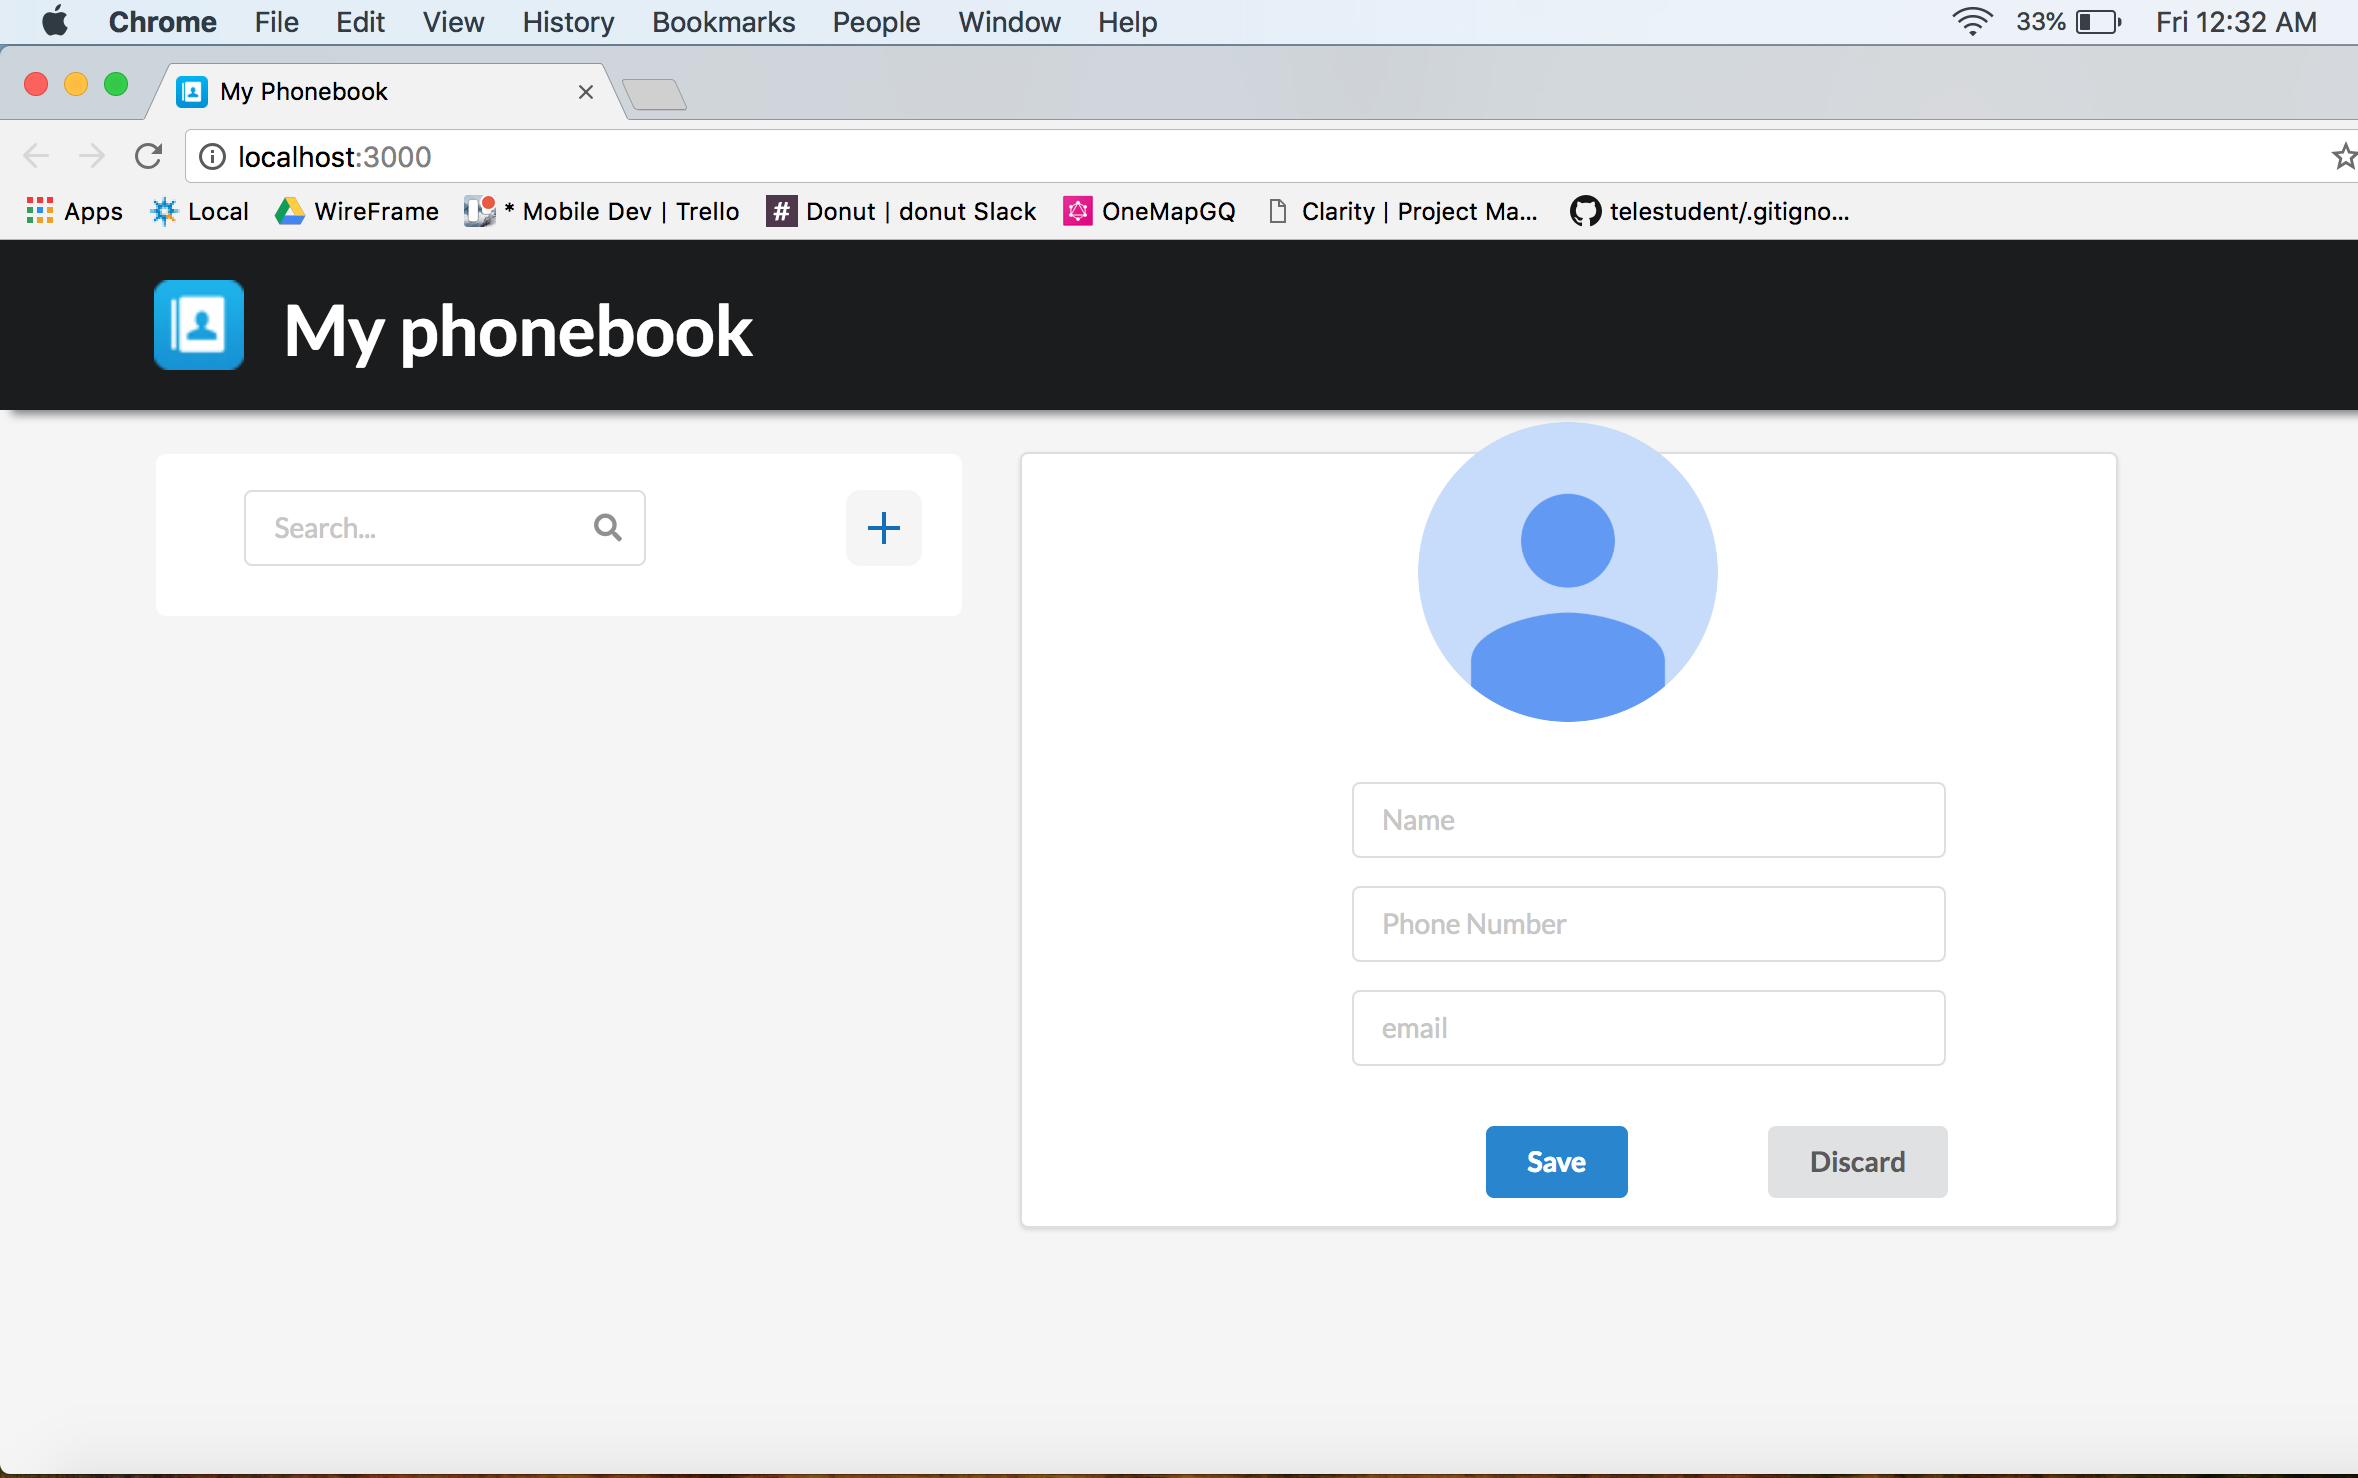 Chrome File Edit View History Bookmarks People Window Help 33% Fri 12:32 AM
My Phonebook
localhost:3000
Apps Local WireFrame * Mobile Dev | Trello # Donut | donut Slack OneMapGQ Clarity | Project Ma... telestudent/.gitigno...
My phonebook
Search...
Name
Phone Number
email
Save Discard